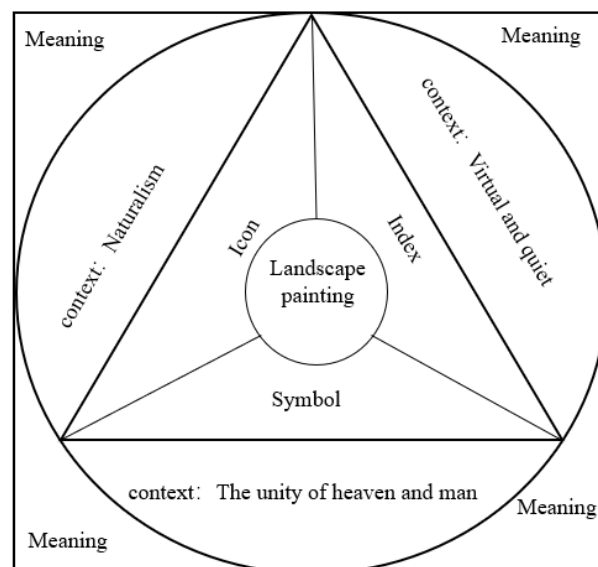 Meaning
Meaning
context: Naturalism
context: Virtual and quiet
Icon
Index
Landscape
painting
Symbol
context: The unity of heaven and man
Meaning
Meaning